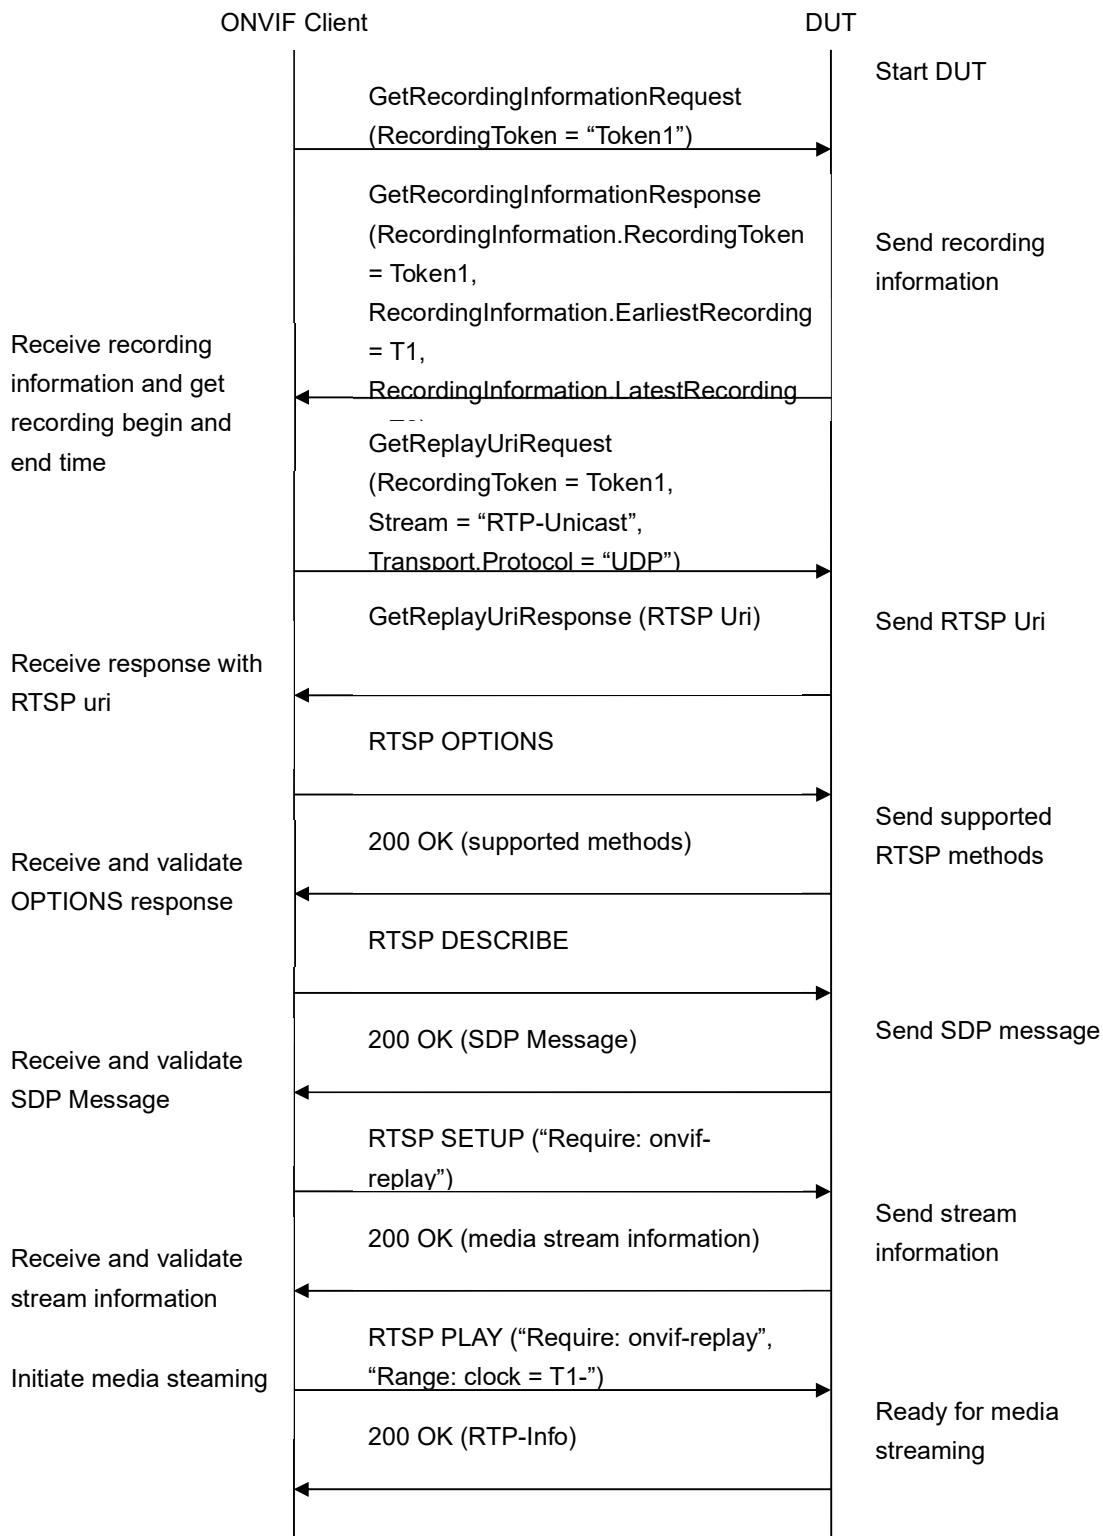 ONVIF Client
DUT
Start DUT
GetRecordingInformationRequest
(RecordingToken = “Token1”)
GetRecordingInformationResponse
(RecordingInformation.RecordingToken
= Token1,
RecordingInformation.EarliestRecording
= T1,
RecordingInformation.LatestRecording
Send recording
information
Receive recording
information and get
recording begin and
end time
GetReplayUriRequest
(RecordingToken = Token1,
Stream = “RTP-Unicast”,
Transport.Protocol = “UDP”)
GetReplayUriResponse (RTSP Uri)
Send RTSP Uri
Receive response with
RTSP uri
RTSP OPTIONS
Send supported
RTSP methods
200 OK (supported methods)
Receive and validate
OPTIONS response
RTSP DESCRIBE
Send SDP message
200 OK (SDP Message)
Receive and validate
SDP Message
RTSP SETUP (“Require: onvif-
replay”)
Send stream
information
200 OK (media stream information)
Receive and validate
stream information
RTSP PLAY (“Require: onvif-replay”,
“Range: clock = T1-”)
Initiate media steaming
Ready for media
streaming
200 OK (RTP-Info)